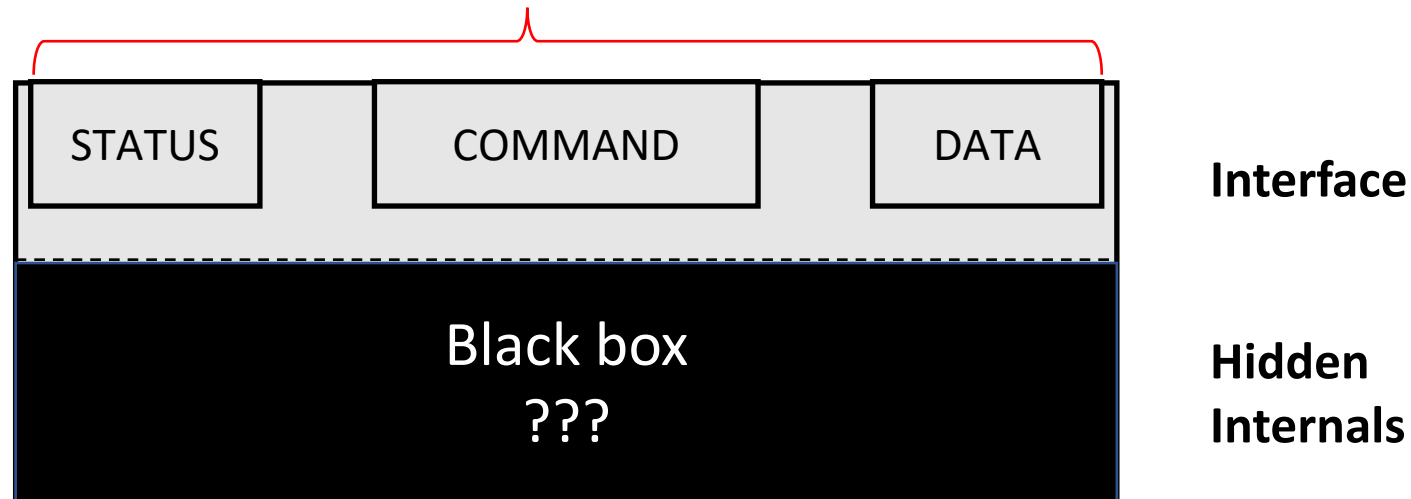 STATUS
COMMAND
DATA
Interface
Black box
???
Hidden
Internals